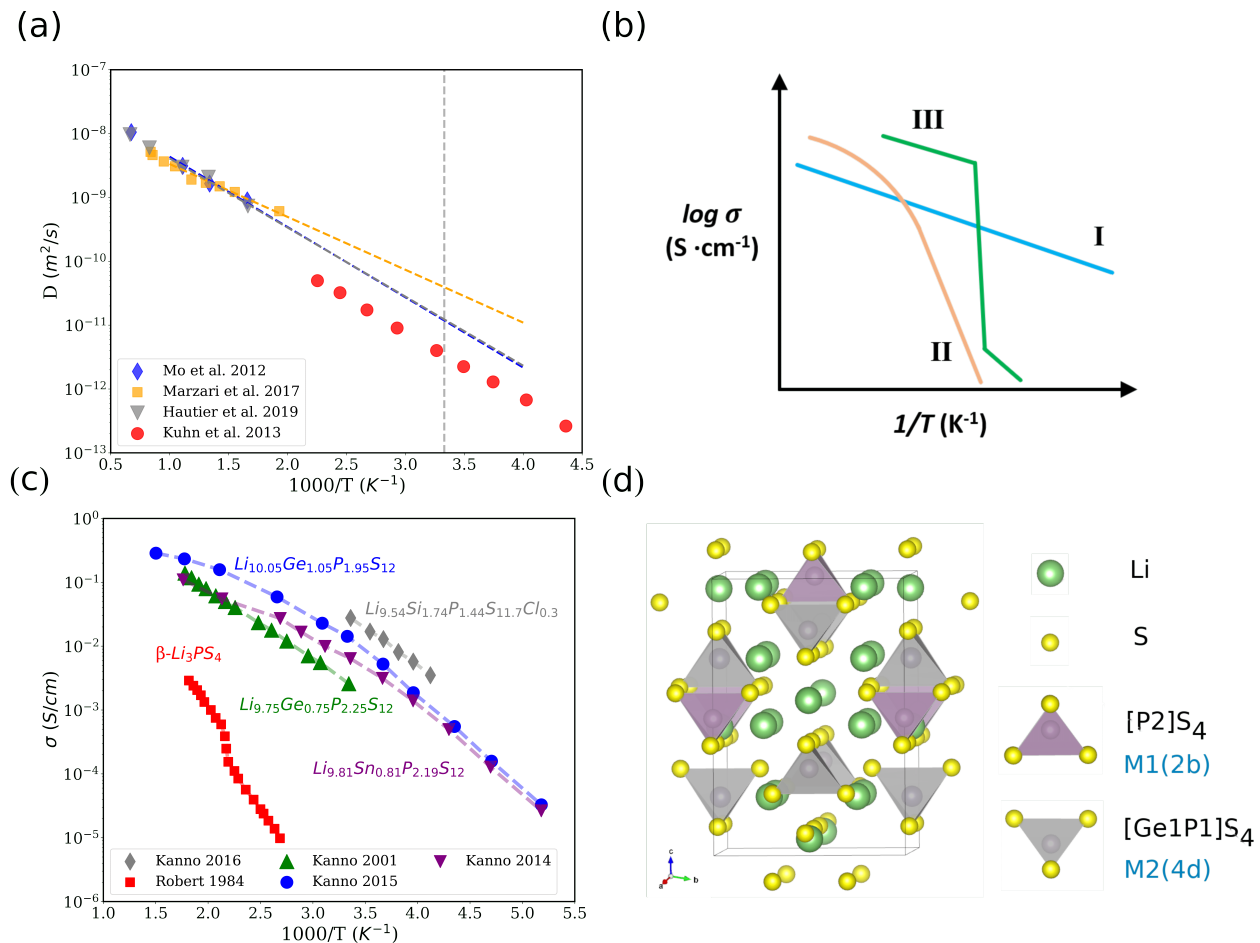 (a)
10⁻⁷
10⁻⁸
10⁻⁹
10⁻¹⁰
10⁻¹¹
10⁻¹²
10⁻¹³
D (m²/s)
Mo et al. 2012
Marzari et al. 2017
Hautier et al. 2019
Kuhn et al. 2013
0.5 1.0 1.5 2.0 2.5 3.0 3.5 4.0 4.5
1000/T (K⁻¹)
(b)
log σ
(S ·cm⁻¹)
III
I
II
1/T (K⁻¹)
(c)
10⁰
10⁻¹
10⁻²
10⁻³
10⁻⁴
10⁻⁵
10⁻⁶
σ (S/cm)
Li₁₀.₀₅Ge₁.₀₅P₁.₉₅S₁₂
Li₉.₅₄Si₁.₇₄P₁.₄₄S₁₁.₇Cl₀.₃
β-Li₃PS₄
Li₉.₇₅Ge₀.₇₅P₂.₂₅S₁₂
Li₉.₈₁Sn₀.₈₁P₂.₁₉S₁₂
Kanno 2016
Robert 1984
Kanno 2001
Kanno 2015
Kanno 2014
1.0 1.5 2.0 2.5 3.0 3.5 4.0 4.5 5.0 5.5
1000/T (K⁻¹)
(d)
c
a
b
Li
S
[P2]S₄
M1(2b)
[Ge1P1]S₄
M2(4d)